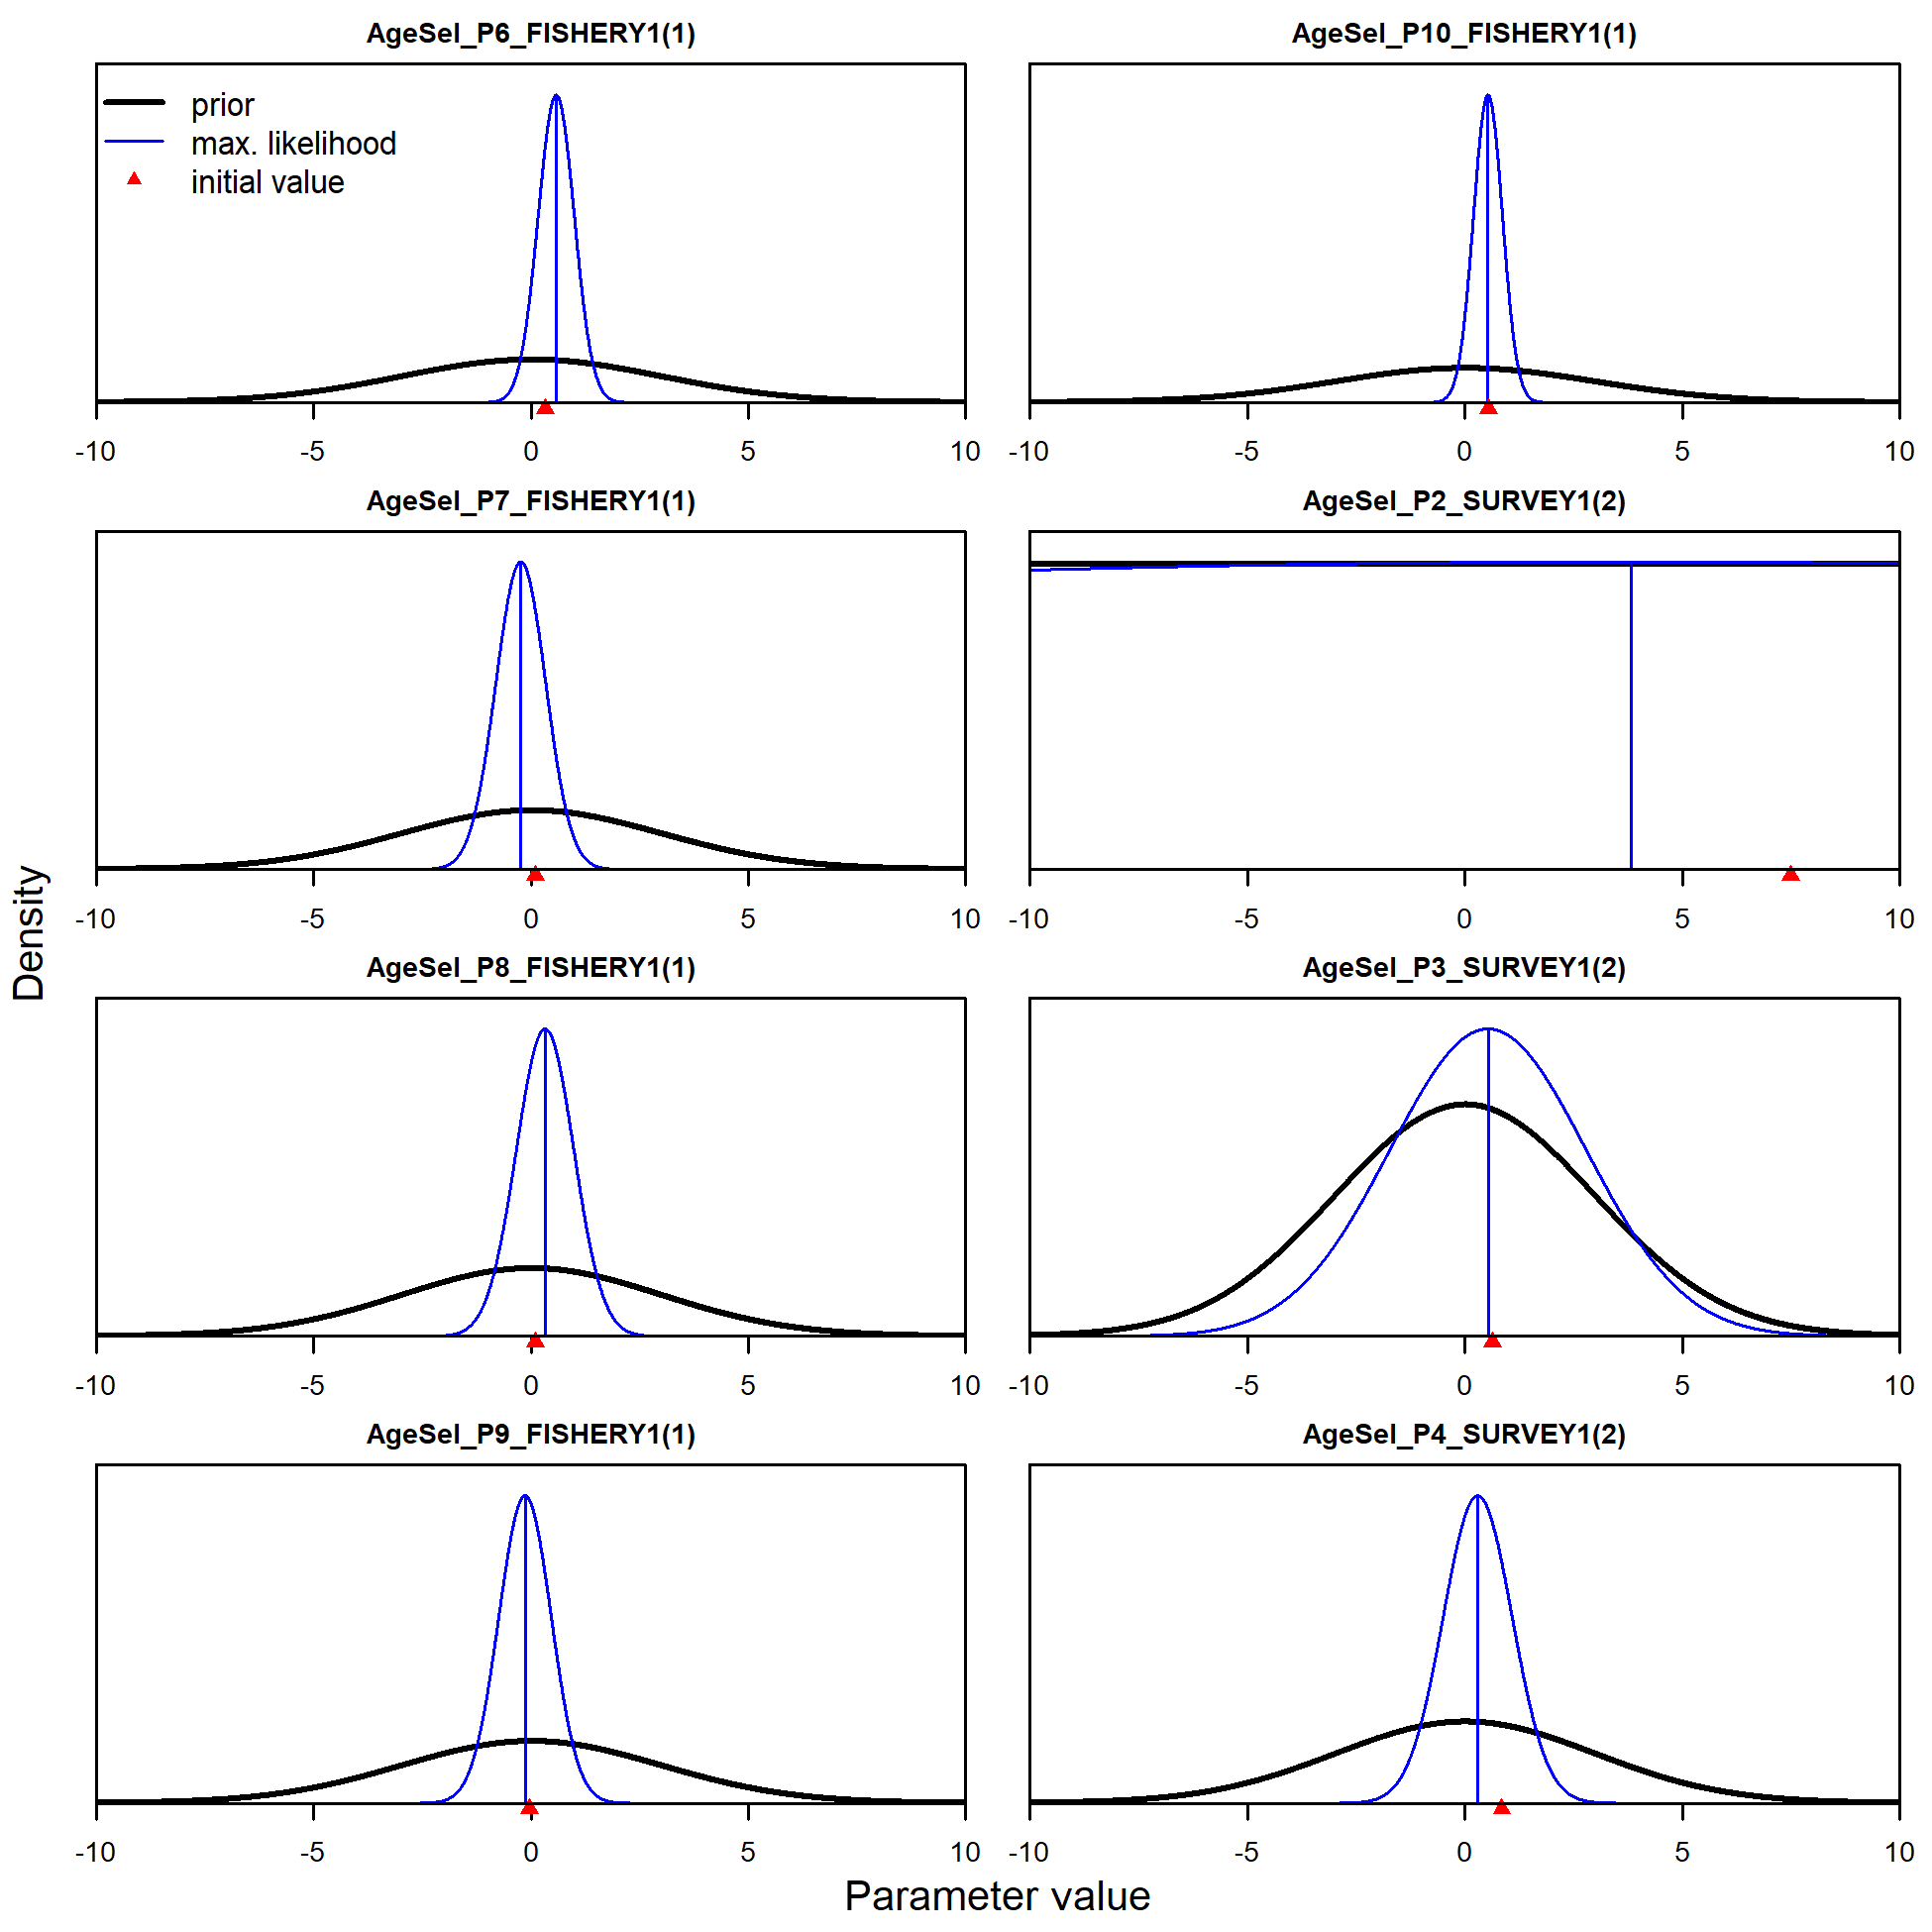 AgeSel_P6_FISHERY1(1)
prior
max. likelihood
initial value
-10 -5 0 5 10
AgeSel_P10_FISHERY1(1)
-10 -5 0 5 10
AgeSel_P7_FISHERY1(1)
-10 -5 0 5 10
AgeSel_P2_SURVEY1(2)
-10 -5 0 5 10
AgeSel_P8_FISHERY1(1)
-10 -5 0 5 10
AgeSel_P3_SURVEY1(2)
-10 -5 0 5 10
AgeSel_P9_FISHERY1(1)
-10 -5 0 5 10
AgeSel_P4_SURVEY1(2)
-10 -5 0 5 10
Density
Parameter value